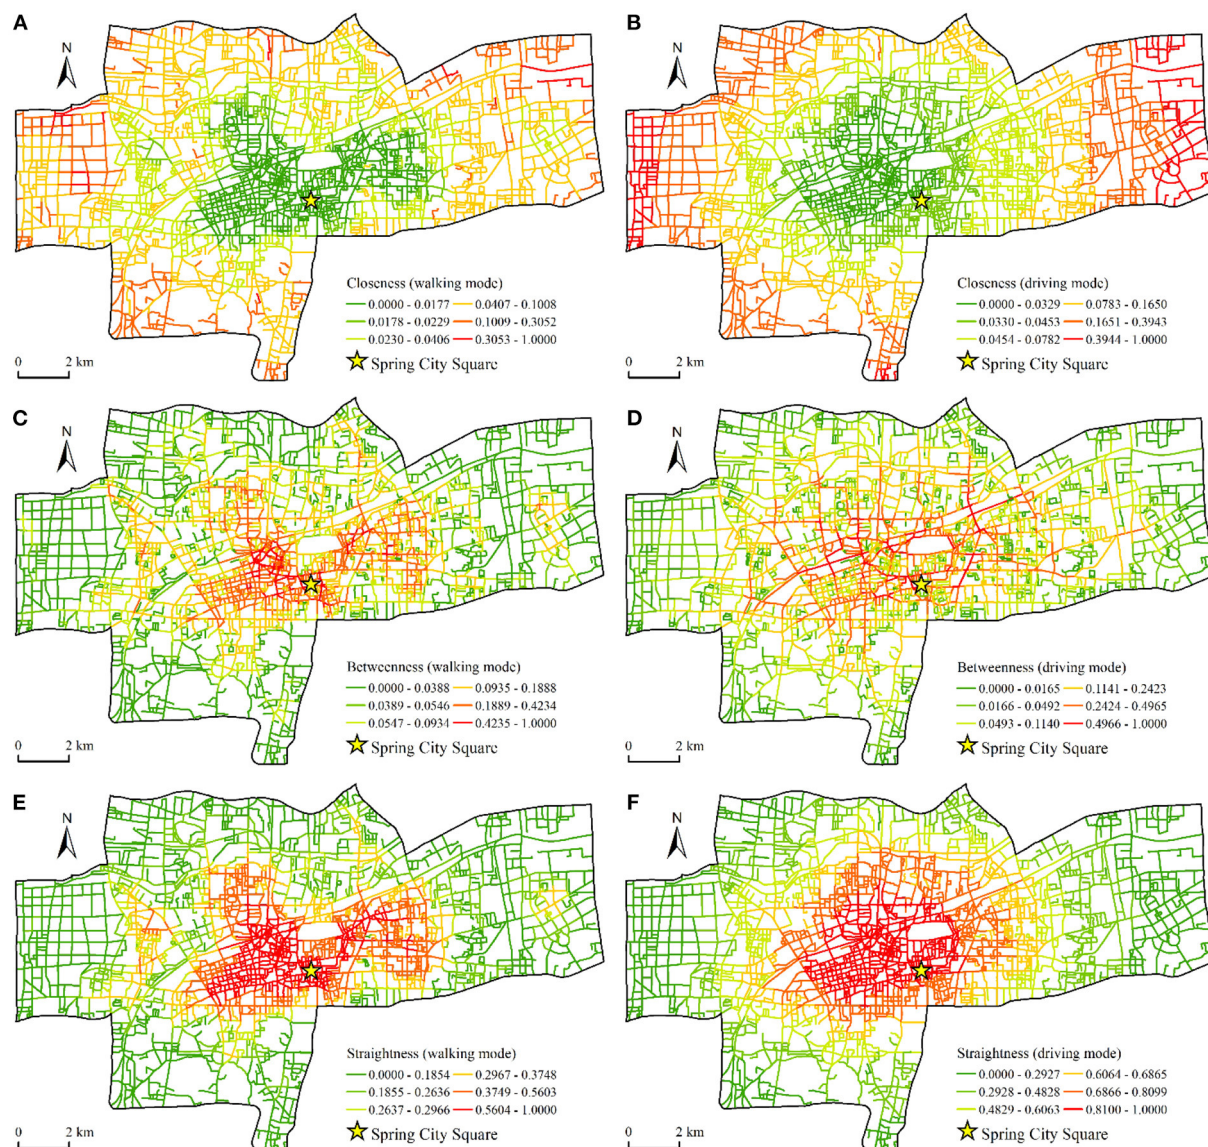 A
N
Closeness (walking mode)
0.0000 - 0.0177 0.0407 - 0.1008
0.0178 - 0.0229 0.1009 - 0.3052
0.0230 - 0.0406 0.3053 - 1.0000
Spring City Square
0 2 km
B
N
Closeness (driving mode)
0.0000 - 0.0329 0.0783 - 0.1650
0.0330 - 0.0453 0.1651 - 0.3943
0.0454 - 0.0782 0.3944 - 1.0000
Spring City Square
0 2 km
C
N
Betweenness (walking mode)
0.0000 - 0.0388 0.0935 - 0.1888
0.0389 - 0.0546 0.1889 - 0.4234
0.0547 - 0.0934 0.4235 - 1.0000
Spring City Square
0 2 km
D
N
Betweenness (driving mode)
0.0000 - 0.0165 0.1141 - 0.2423
0.0166 - 0.0492 0.2424 - 0.4965
0.0493 - 0.1140 0.4966 - 1.0000
Spring City Square
0 2 km
E
N
Straightness (walking mode)
0.0000 - 0.1854 0.2967 - 0.3748
0.1855 - 0.2636 0.3749 - 0.5603
0.2637 - 0.2966 0.5604 - 1.0000
Spring City Square
0 2 km
F
N
Straightness (driving mode)
0.0000 - 0.2927 0.6064 - 0.6865
0.2928 - 0.4828 0.6866 - 0.8099
0.4829 - 0.6063 0.8100 - 1.0000
Spring City Square
0 2 km